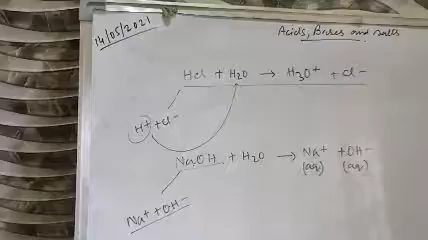 14/05/2021
Acids, Bases and salts
HCl + H2O → H3O+ + Cl-
H+ + Cl-
NaOH + H2O → Na+ + OH-
(aq) (aq)
Na+ + OH-